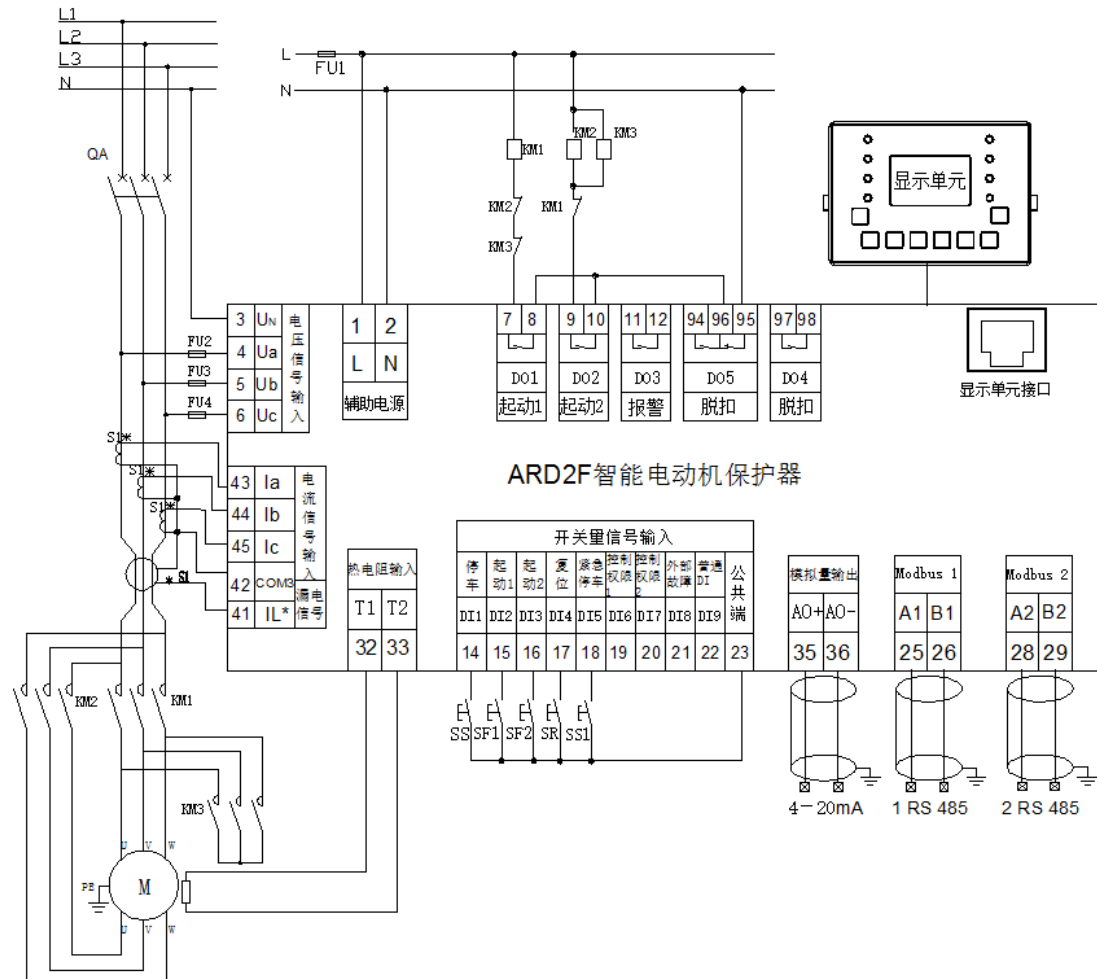 L1
L2
L3
N
L
FU1
N
QA
KM1
KM2
KM3
KM2
KM3
KM1
显示单元
显示单元接口
3 UN
4 Ua
5 Ub
6 Uc
电压信号输入
FU2
FU3
FU4
1 2
L N
辅助电源
7 8
DO1
起动1
9 10
DO2
起动2
11 12
DO3
报警
94 96 95
DO5
脱扣
97 98
DO4
脱扣
ARD2F智能电动机保护器
S1*
S1*
S1*
* S1
43 Ia
44 Ib
45 Ic
42 COM3
41 IL*
电流信号输入
漏电信号
热电阻输入
T1 T2
32 33
开关量信号输入
停车 起动1 起动2 复位 紧急停车 控制权限1 控制权限2 外部故障 普通DI 公共端
DI1 DI2 DI3 DI4 DI5 DI6 DI7 DI8 DI9
14 15 16 17 18 19 20 21 22 23
SS SF1 SF2 SR SS1
模拟量输出
AO+ AO-
35 36
4-20mA
Modbus 1
A1 B1
25 26
1 RS 485
Modbus 2
A2 B2
28 29
2 RS 485
KM2
KM1
KM3
U V W
PE
M
U V W